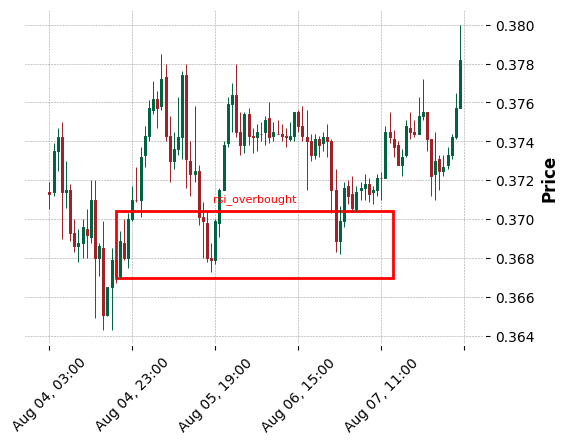 0.380
0.378
0.376
0.374
0.372
0.370
0.368
0.366
0.364
Price
rsi_overbought
Aug 04, 03:00
Aug 04, 23:00
Aug 05, 19:00
Aug 06, 15:00
Aug 07, 11:00